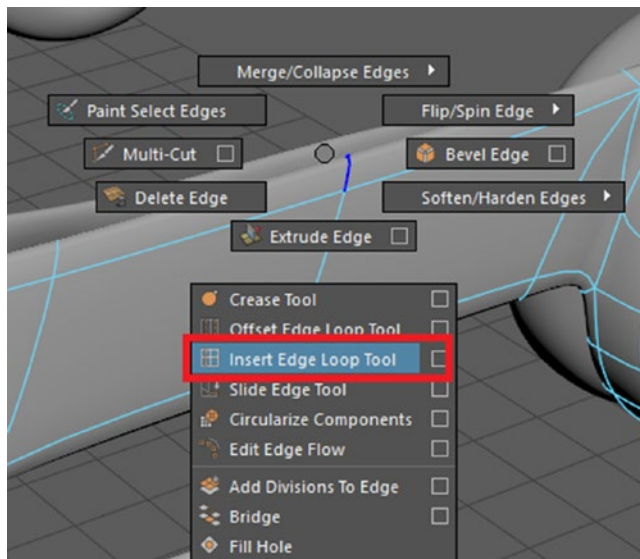 Merge/Collapse Edges
Paint Select Edges
Flip/Spin Edge
Multi-Cut
Bevel Edge
Delete Edge
Soften/Harden Edges
Extrude Edge
Crease Tool
Offset Edge Loop Tool
Insert Edge Loop Tool
Slide Edge Tool
Circularize Components
Edit Edge Flow
Add Divisions To Edge
Bridge
Fill Hole